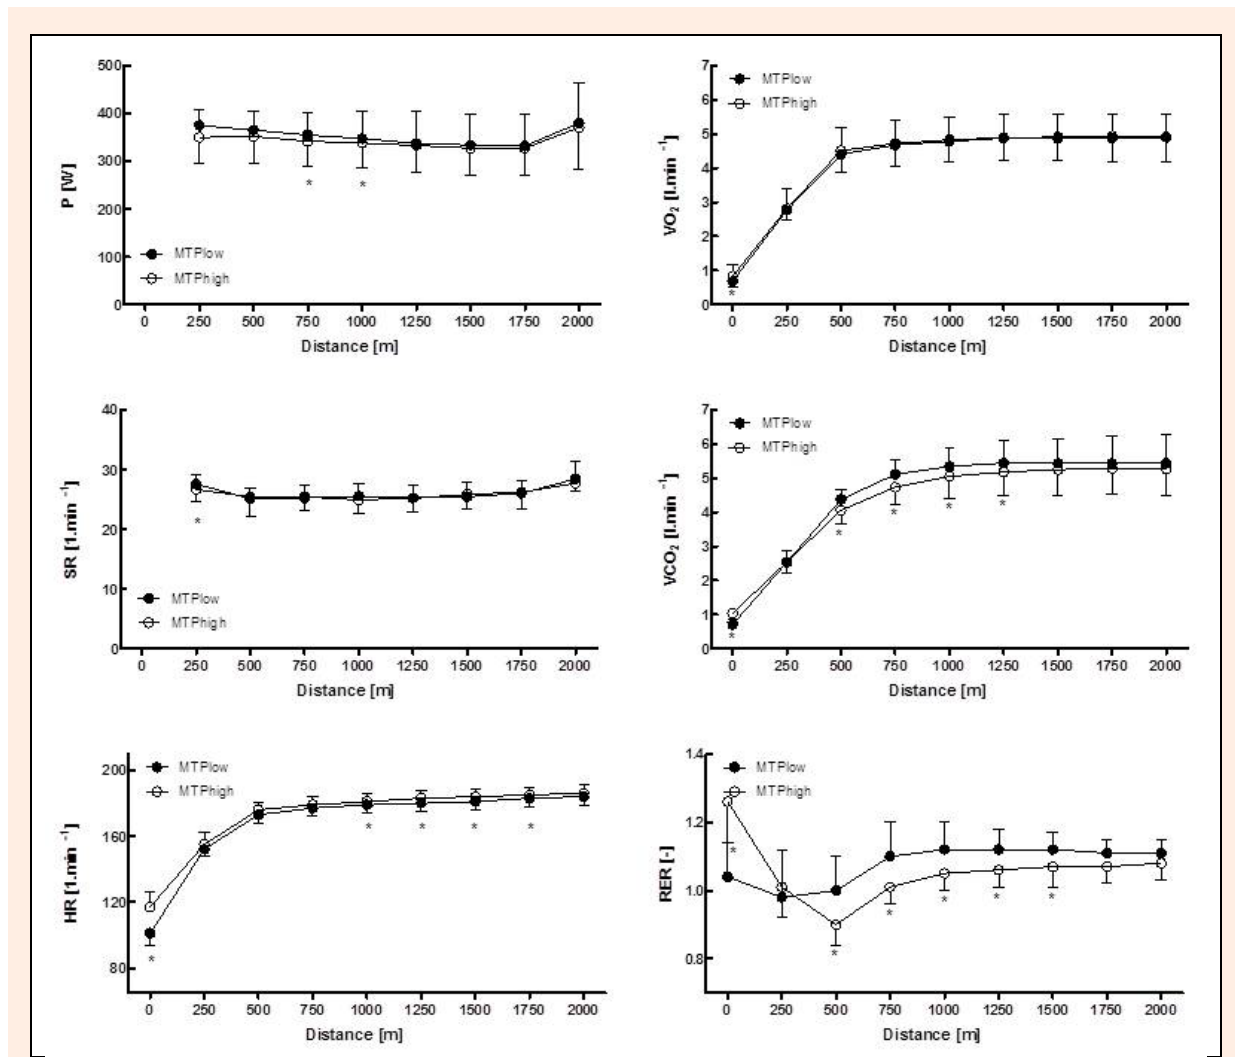 500
400
300
200
100
0
P [W]
MTPlow
MTPhigh
*
*
0 250 500 750 1000 1250 1500 1750 2000
Distance [m]
7
6
5
4
3
2
1
0
VO₂ [l.min ⁻¹]
MTPlow
MTPhigh
*
0 250 500 750 1000 1250 1500 1750 2000
Distance [m]
40
30
20
10
0
SR [1.min ⁻¹]
*
MTPlow
MTPhigh
0 250 500 750 1000 1250 1500 1750 2000
Distance [m]
7
6
5
4
3
2
1
0
VCO₂ [l.min ⁻¹]
MTPlow
MTPhigh
* * * * *
0 250 500 750 1000 1250 1500 1750 2000
Distance [m]
200
160
120
80
HR [1.min ⁻¹]
MTPlow
MTPhigh
* * * * *
0 250 500 750 1000 1250 1500 1750 2000
Distance [m]
1.4
1.2
1.0
0.8
RER [-]
MTPlow
MTPhigh
* * * * * *
0 250 500 750 1000 1250 1500 1750 2000
Distance [m]